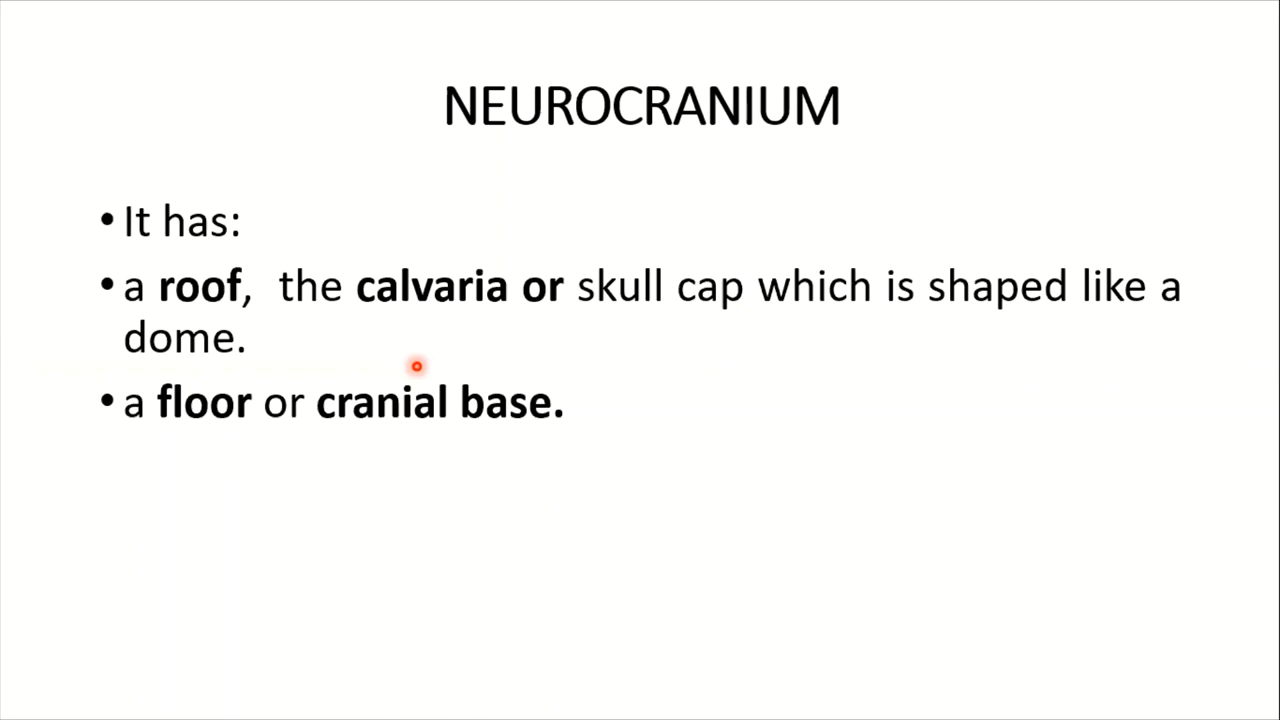 NEUROCRANIUM
• It has:
• a roof, the calvaria or skull cap which is shaped like a
dome.
• a floor or cranial base.